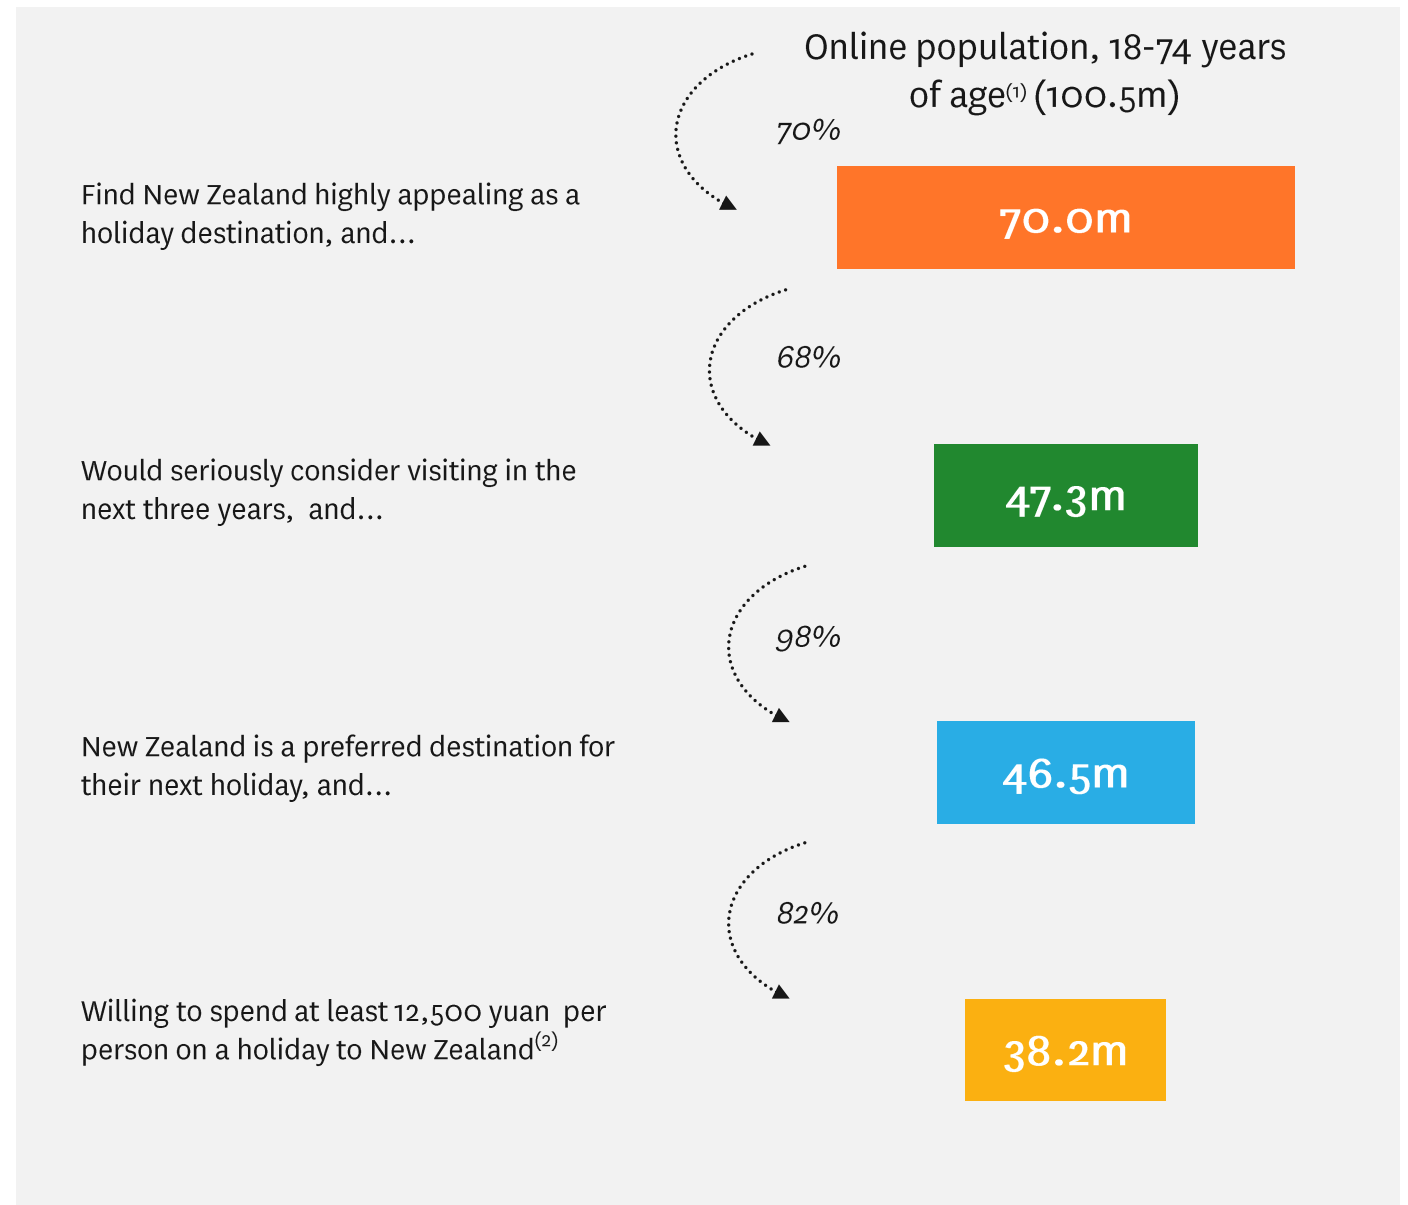 Online population, 18-74 years
of age(1) (100.5m)
70%
Find New Zealand highly appealing as a
holiday destination, and...
70.0m
68%
Would seriously consider visiting in the
next three years,  and...
47.3m
98%
New Zealand is a preferred destination for
their next holiday, and...
46.5m
82%
Willing to spend at least 12,500 yuan  per
person on a holiday to New Zealand(2)
38.2m